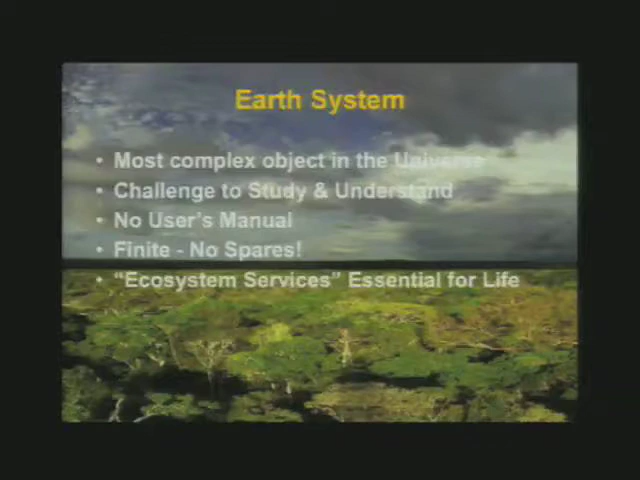 Earth System
• Most complex object in the Universe
• Challenge to Study & Understand
• No User's Manual
• Finite - No Spares!
• “Ecosystem Services” Essential for Life